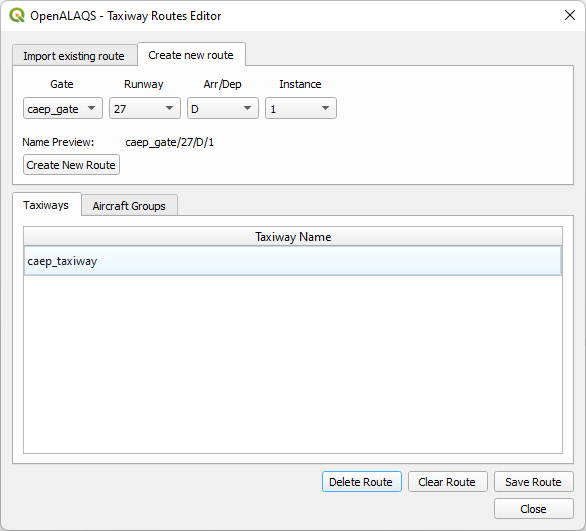 OpenALAQS - Taxiway Routes Editor
Import existing route Create new route
Gate Runway Arr/Dep Instance
caep_gate 27 D 1
Name Preview: caep_gate/27/D/1
Create New Route
Taxiways Aircraft Groups
Taxiway Name
caep_taxiway
Delete Route Clear Route Save Route
Close